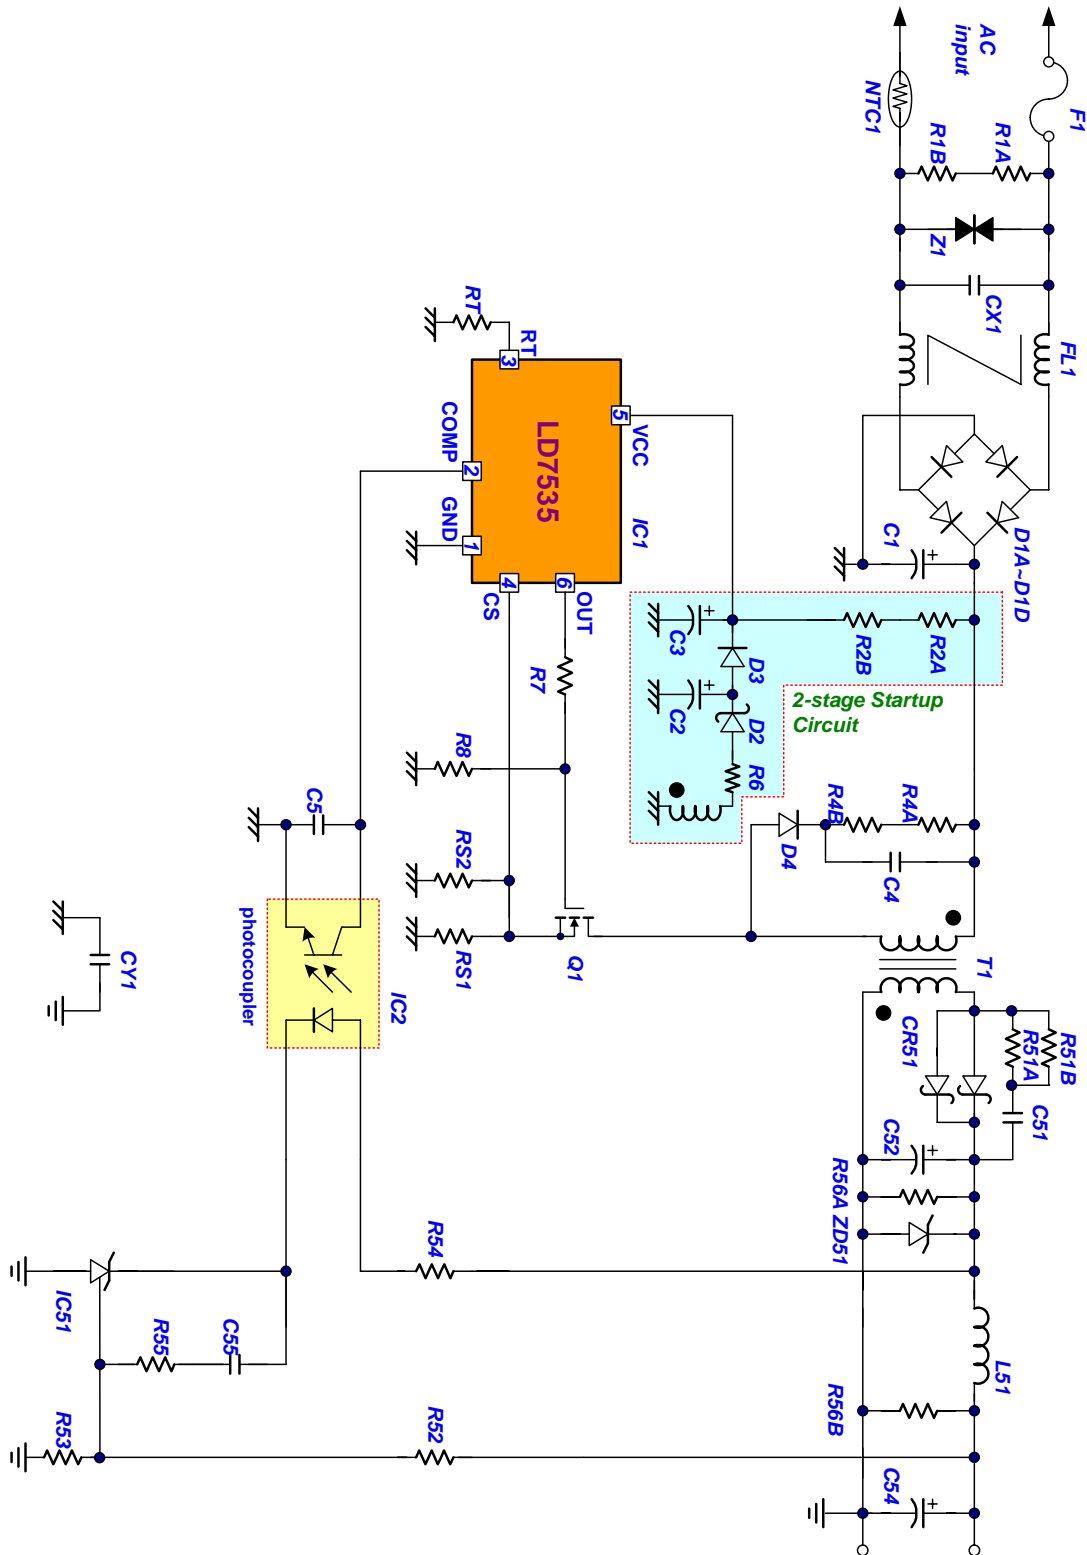 AC
input
F1
NTC1
R1A
R1B
Z1
CX1
FL1
D1A~D1D
C1
R2A
R2B
2-stage Startup
Circuit
C3
D3
C2
D2
R6
R4A
R4B
C4
D4
T1
R51B
R51A
C51
CR51
C52
R56A
ZD51
L51
R56B
C54
RT
RT
3
VCC
5
COMP
2
GND
1
LD7535
IC1
CS
4
OUT
6
R7
R8
RS2
RS1
Q1
C5
photocoupler
IC2
CY1
R54
IC51
R55
C55
R53
R52